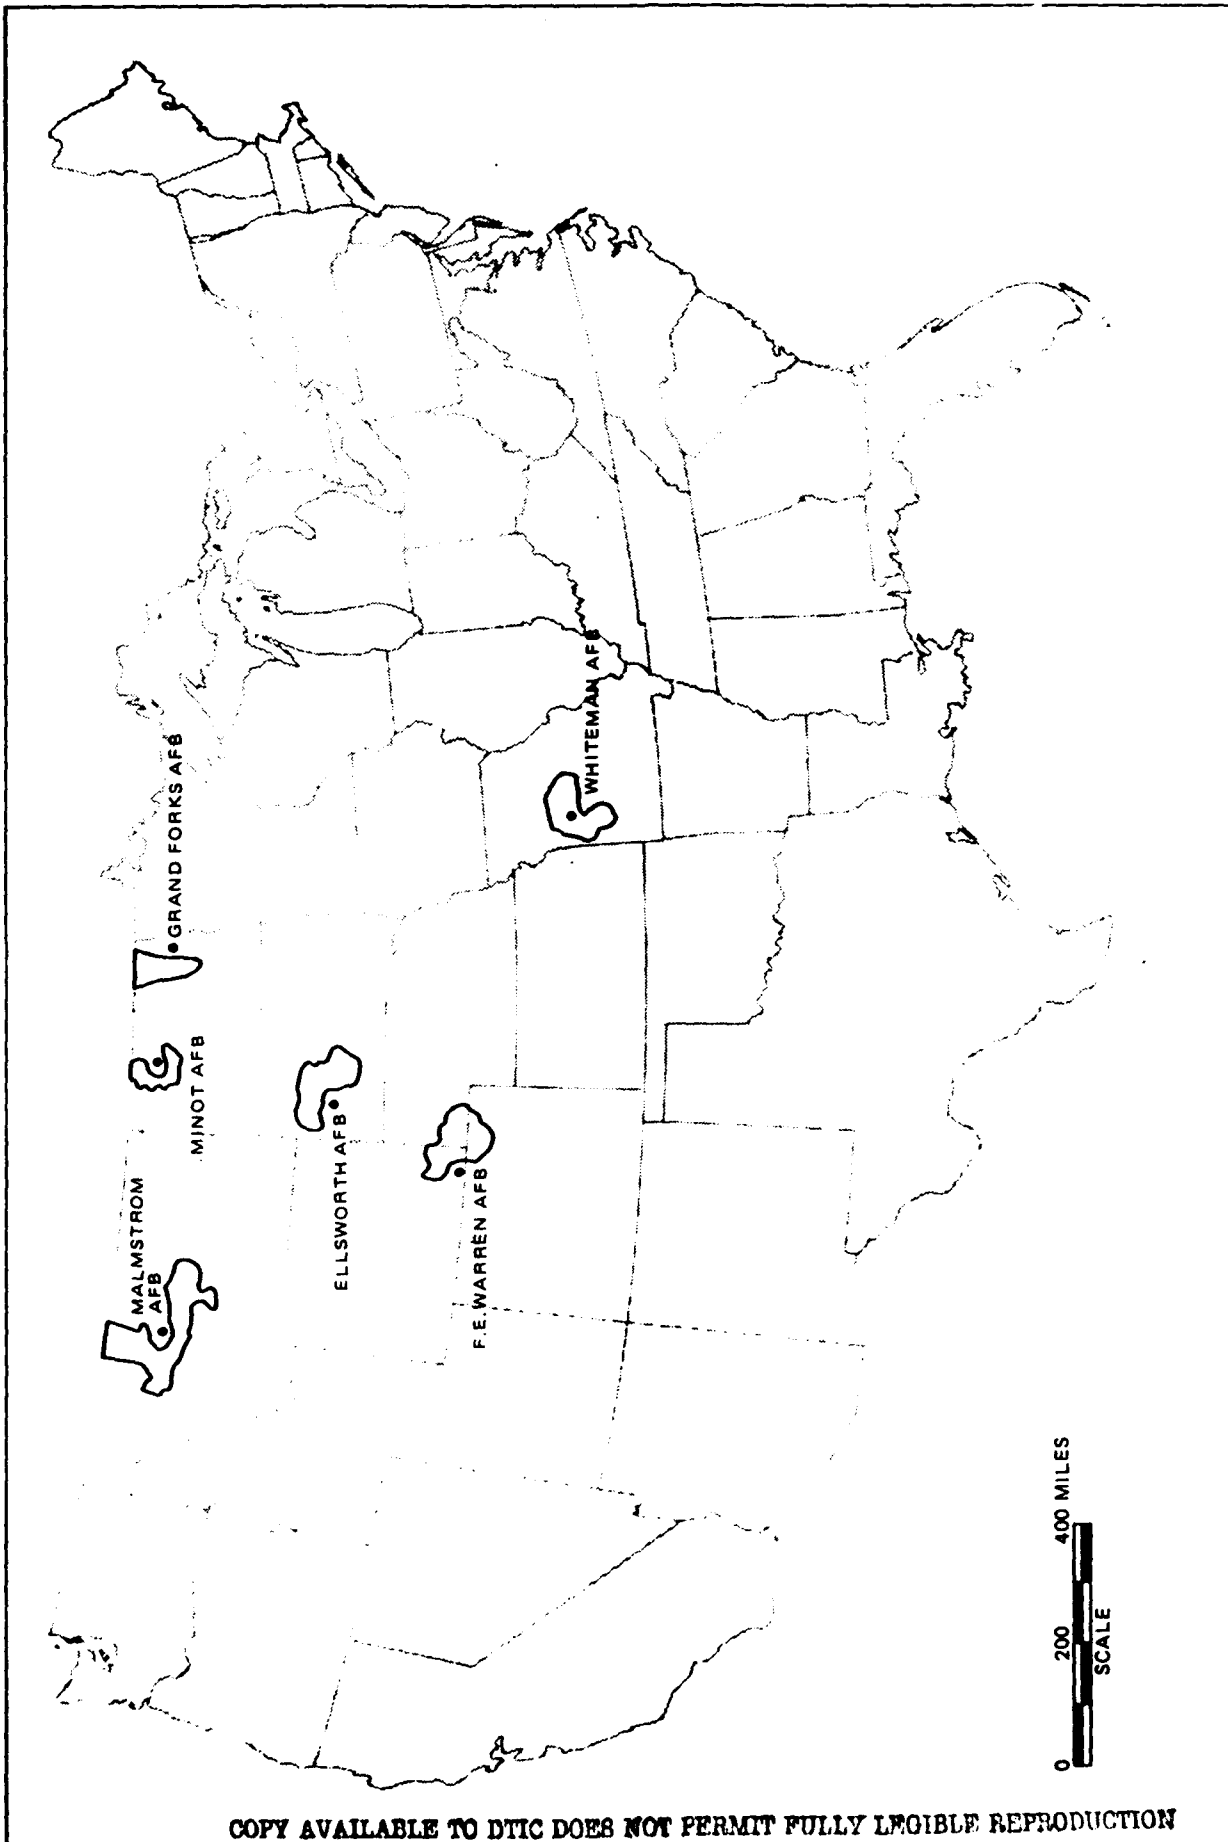 MALMSTROM
AFB
MINOT AFB
GRAND FORKS AFB
ELLSWORTH AFB
F.E.WARREN AFB
WHITEMAN AFB
0 200 400 MILES
SCALE
COPY AVAILABLE TO DTIC DOES NOT PERMIT FULLY LEGIBLE REPRODUCTION